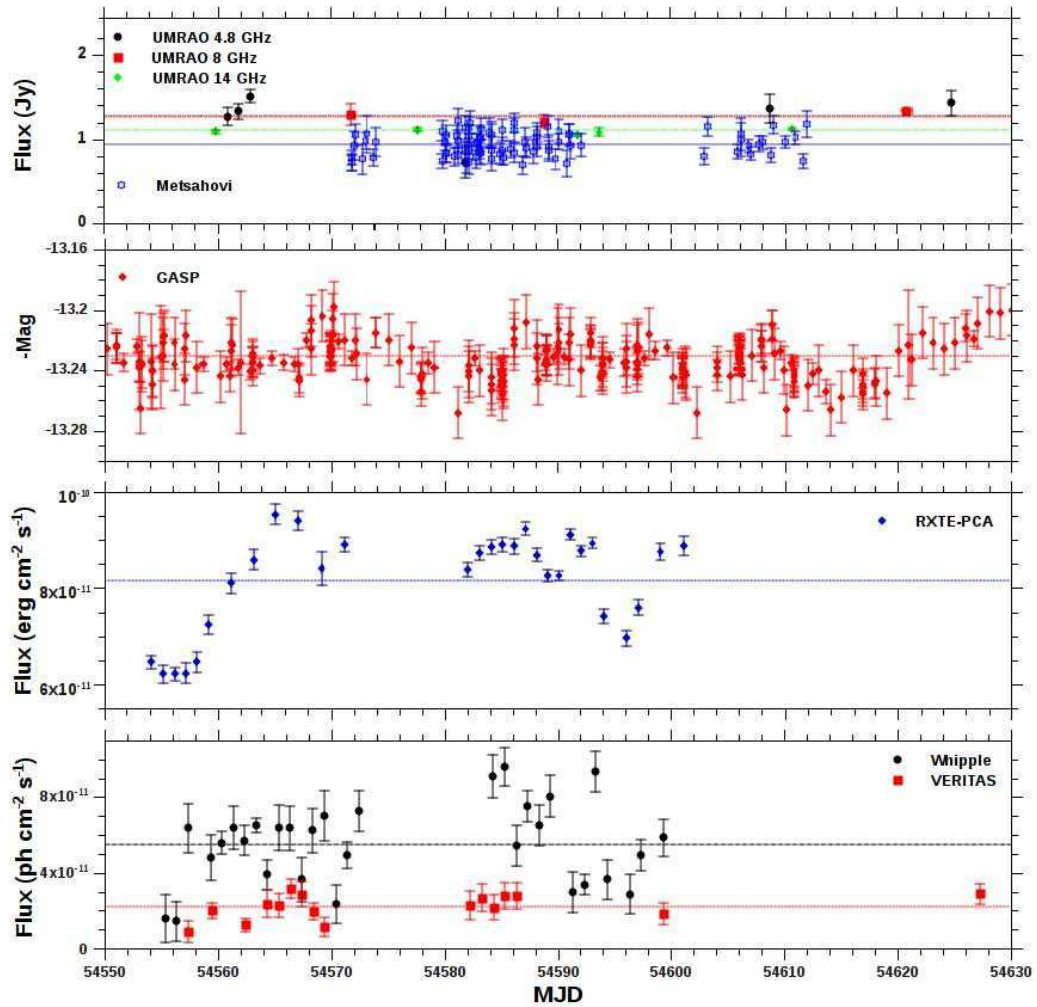 UMRAO 4.8 GHz
UMRAO 8 GHz
UMRAO 14 GHz
Metsahovi
Flux (Jy)
2
1
0
GASP
-Mag
-13.16
-13.2
-13.24
-13.28
RXTE-PCA
Flux (erg cm-2 s-1)
10-10
8x10-11
6x10-11
Whipple
VERITAS
Flux (ph cm-2 s-1)
8x10-11
4x10-11
0
54550 54560 54570 54580 54590 54600 54610 54620 54630
MJD